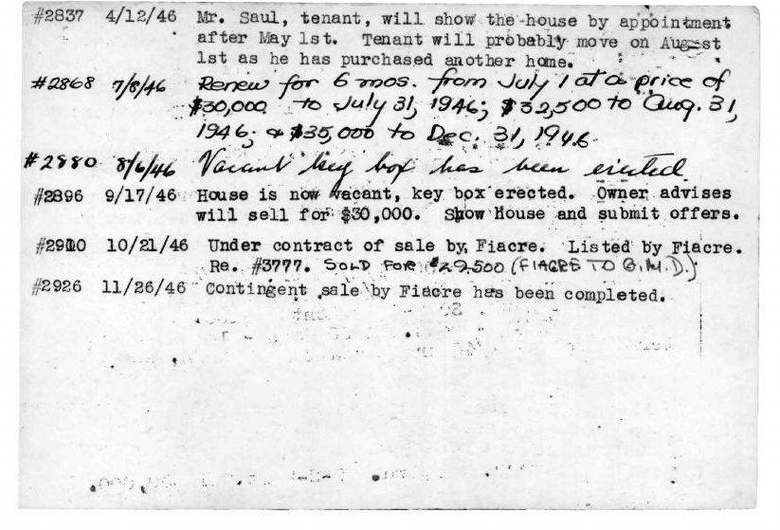 #2837 4/12/46 Mr. Saul, tenant, will show the house by appointment
after May 1st. Tenant will probably move on August
1st as he has purchased another home.
#2868 7/8/46 Renew for 6 mos. from July 1 at a price of
$30,000 to July 31, 1946; $32,500 to Aug. 31,
1946; & $35,000 to Dec. 31, 1946.
#2880 8/6/46 Vacant key box has been erected
#2896 9/17/46 House is now vacant, key box erected. Owner advises
will sell for $30,000. Show House and submit offers.
#2910 10/21/46 Under contract of sale by Fiacre. Listed by Fiacre.
Re. #3777. SOLD FOR $29,500 (FIACRE TO G.M.D.)
#2926 11/26/46 Contingent sale by Fiacre has been completed.